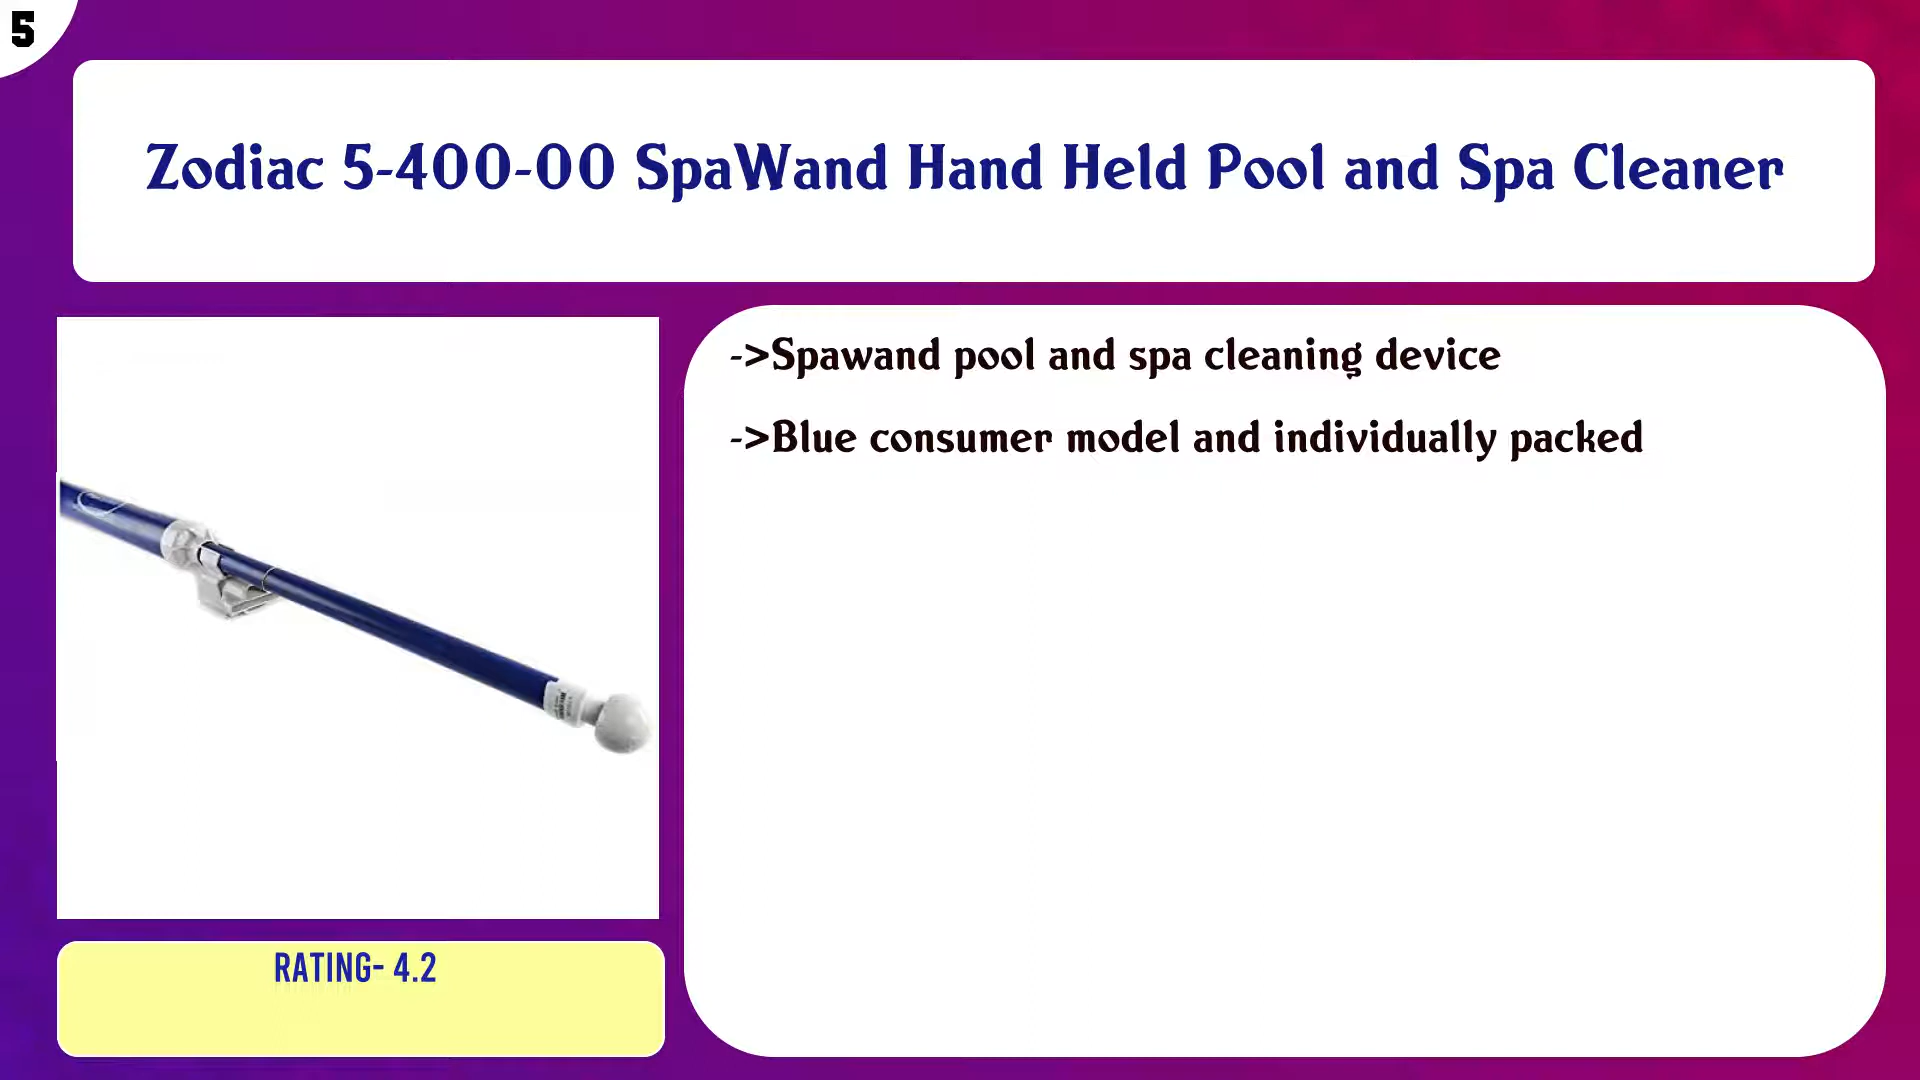 5
Zodiac 5-400-00 SpaWand Hand Held Pool and Spa Cleaner
->Spawand pool and spa cleaning device
->Blue consumer model and individually packed
RATING- 4.2